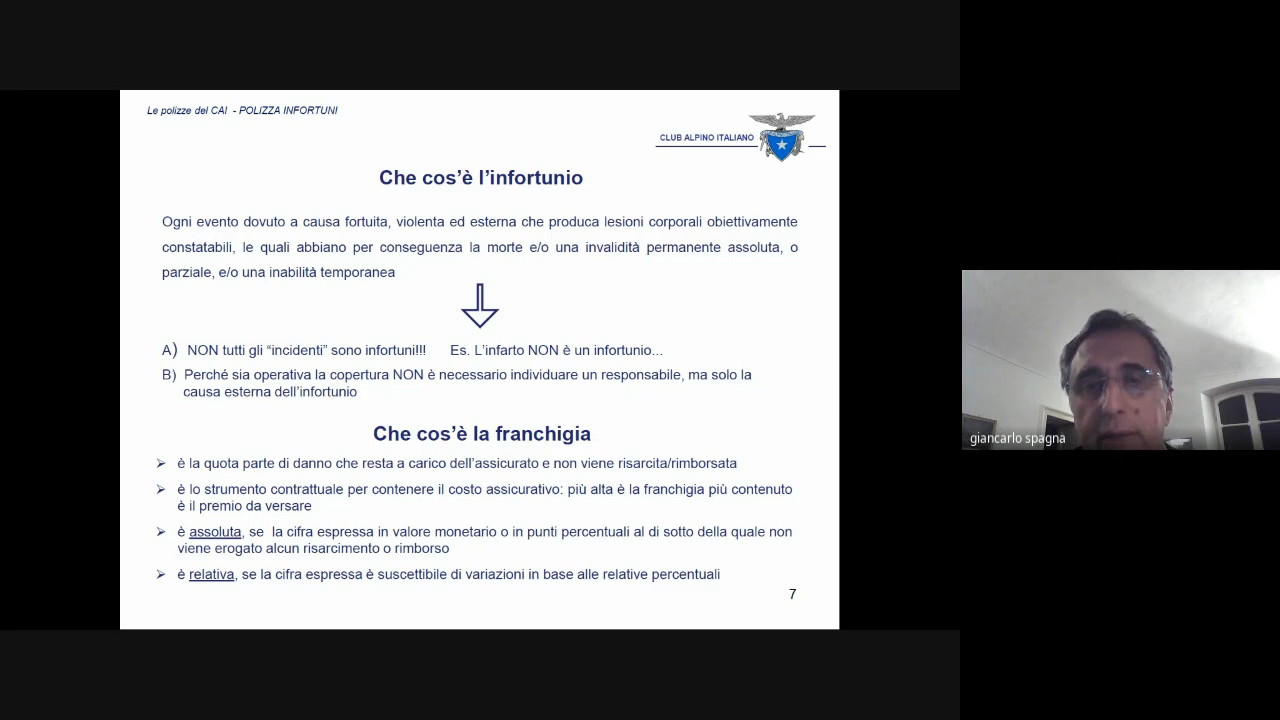 Le polizze del CAI - POLIZZA INFORTUNI
CLUB ALPINO ITALIANO
Che cos'è l'infortunio
Ogni evento dovuto a causa fortuita, violenta ed esterna che produca lesioni corporali obiettivamente
constatabili, le quali abbiano per conseguenza la morte e/o una invalidità permanente assoluta, o
parziale, e/o una inabilità temporanea
A) NON tutti gli “incidenti” sono infortuni!!! Es. L'infarto NON è un infortunio...
B) Perché sia operativa la copertura NON è necessario individuare un responsabile, ma solo la
causa esterna dell'infortunio
Che cos'è la franchigia
è la quota parte di danno che resta a carico dell'assicurato e non viene risarcita/rimborsata
è lo strumento contrattuale per contenere il costo assicurativo: più alta è la franchigia più contenuto
è il premio da versare
è assoluta, se la cifra espressa in valore monetario o in punti percentuali al di sotto della quale non
viene erogato alcun risarcimento o rimborso
è relativa, se la cifra espressa è suscettibile di variazioni in base alle relative percentuali
7
giancarlo spagna